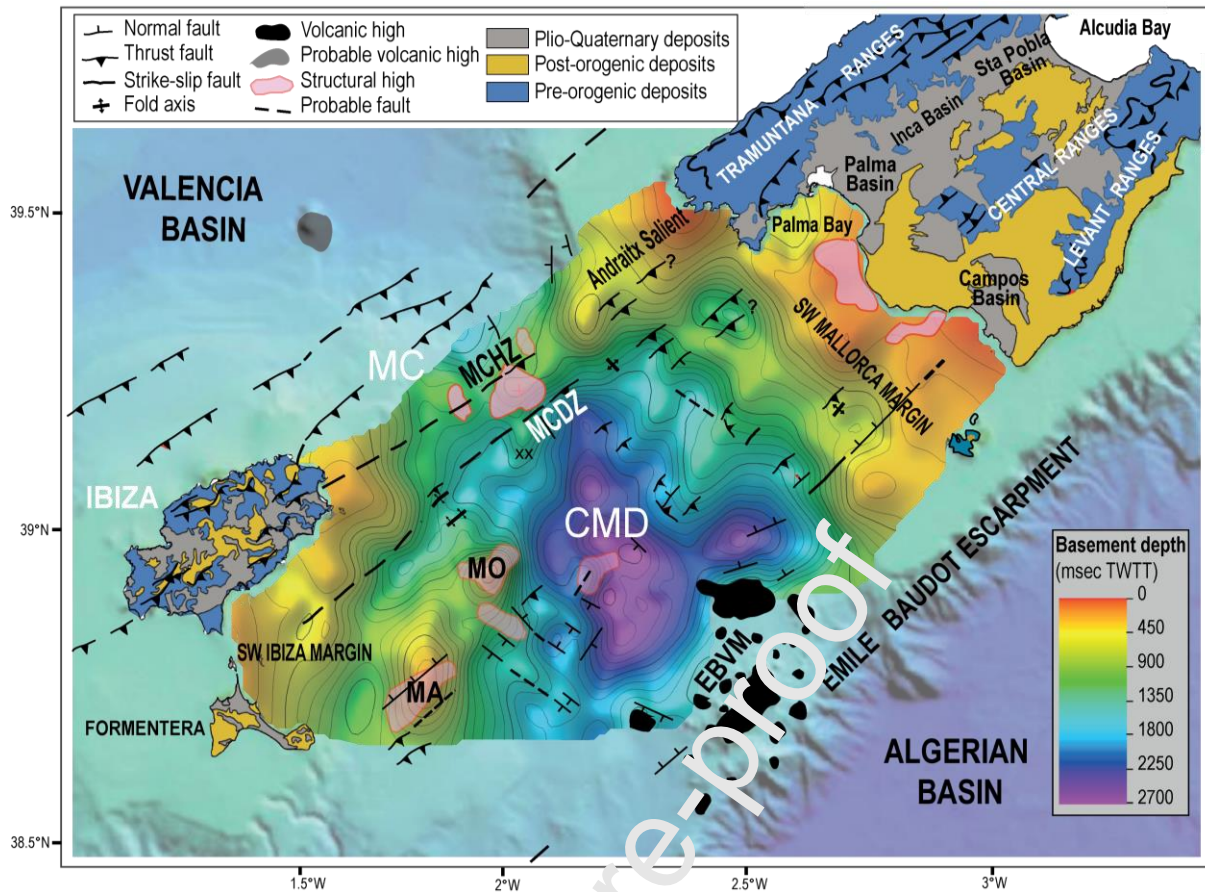 Normal fault
Thrust fault
Strike-slip fault
Fold axis
Volcanic high
Probable volcanic high
Structural high
Probable fault
Plio-Quaternary deposits
Post-orogenic deposits
Pre-orogenic deposits
Alcudia Bay
Sta Pobla
Basin
RANGES
TRAMUNTANA
Inca Basin
CENTRAL RANGES
LEVANT RANGES
Palma
Basin
VALENCIA
BASIN
39.5°N
Palma Bay
Andraitx Salient
?
Campos
Basin
?
SW MALLORCA MARGIN
MC
MCHZ
MCDZ
xx
IBIZA
39°N
CMD
MO
EMILE BAUDOT ESCARPMENT
EBVM
Basement depth
(msec TWTT)
0
450
900
1350
1800
2250
2700
SW IBIZA MARGIN
MA
FORMENTERA
ALGERIAN
BASIN
38.5°N
1.5°W
2°W
2.5°W
3°W
re-proof